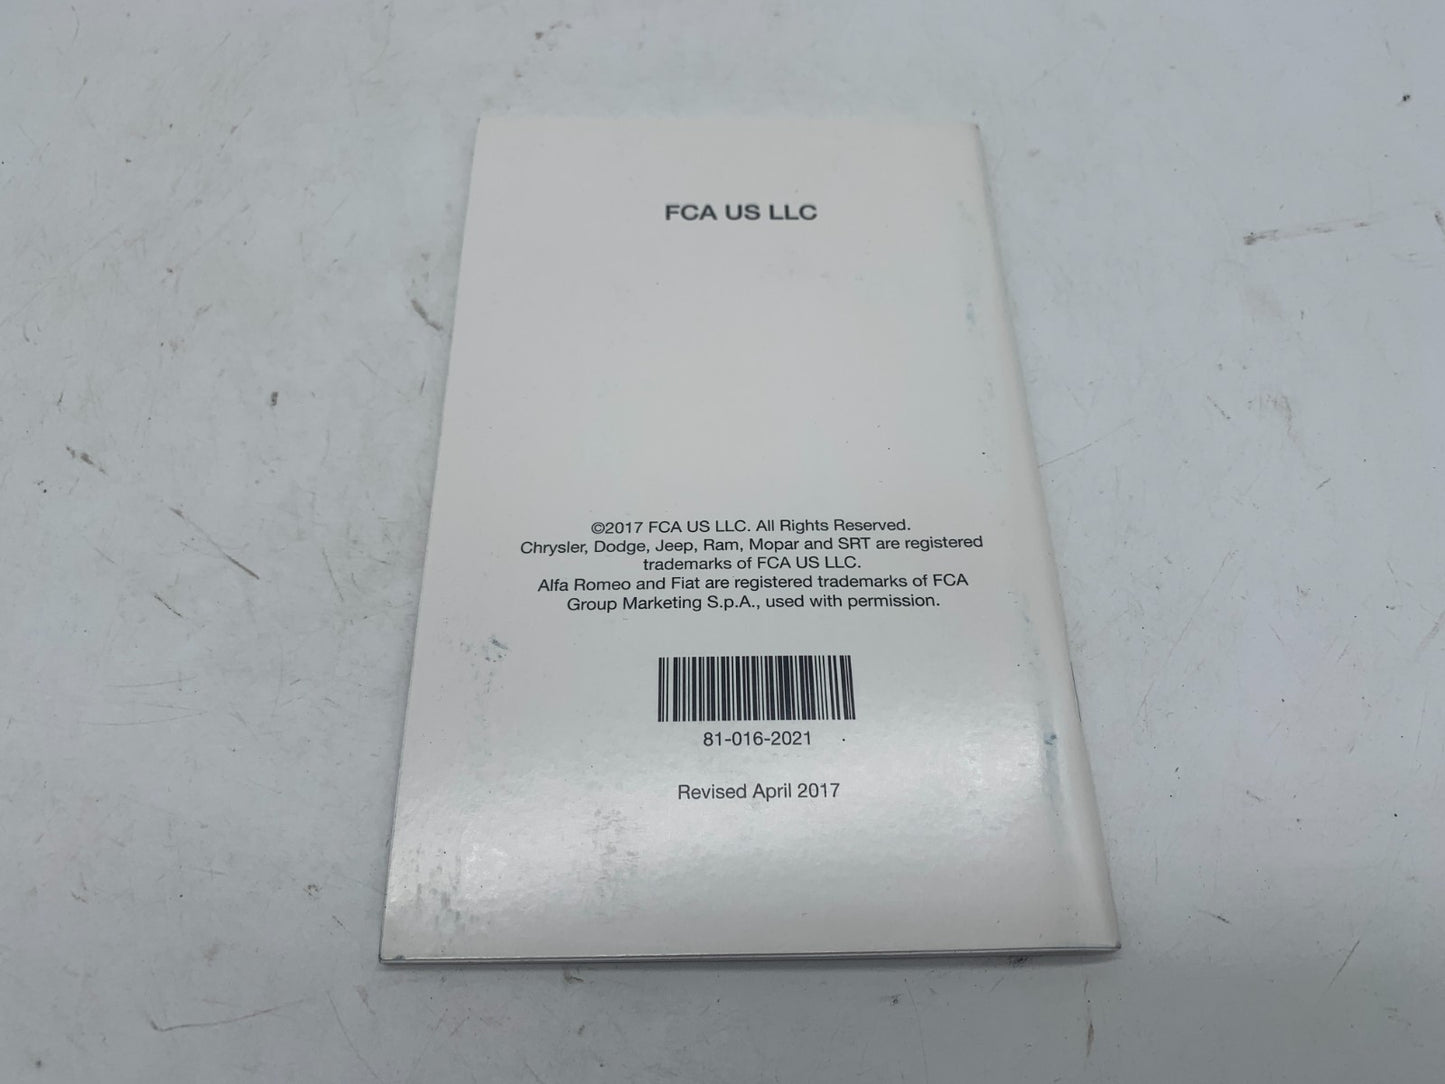 FCA US LLC
©2017 FCA US LLC. All Rights Reserved.
Chrysler, Dodge, Jeep, Ram, Mopar and SRT are registered
trademarks of FCA US LLC.
Alfa Romeo and Fiat are registered trademarks of FCA
Group Marketing S.p.A., used with permission.
81-016-2021
Revised April 2017